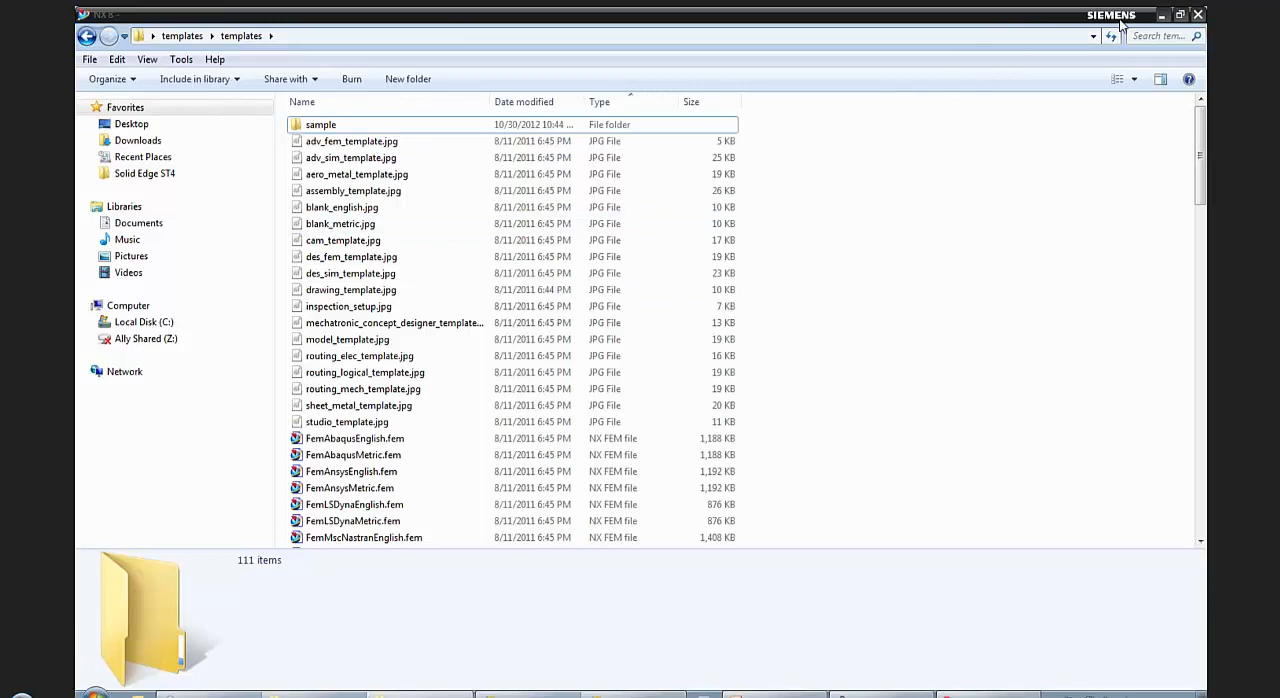 NX 8 -
SIEMENS
templates templates
Search tem...
File Edit View Tools Help
Organize Include in library Share with Burn New folder
Favorites
Desktop
Downloads
Recent Places
Solid Edge ST4
Libraries
Documents
Music
Pictures
Videos
Computer
Local Disk (C:)
Ally Shared (Z:)
Network
Name Date modified Type Size
sample 10/30/2012 10:44 ... File folder
adv_fem_template.jpg 8/11/2011 6:45 PM JPG File 5 KB
adv_sim_template.jpg 8/11/2011 6:45 PM JPG File 25 KB
aero_metal_template.jpg 8/11/2011 6:45 PM JPG File 19 KB
assembly_template.jpg 8/11/2011 6:45 PM JPG File 26 KB
blank_english.jpg 8/11/2011 6:45 PM JPG File 10 KB
blank_metric.jpg 8/11/2011 6:45 PM JPG File 10 KB
cam_template.jpg 8/11/2011 6:45 PM JPG File 17 KB
des_fem_template.jpg 8/11/2011 6:45 PM JPG File 19 KB
des_sim_template.jpg 8/11/2011 6:45 PM JPG File 23 KB
drawing_template.jpg 8/11/2011 6:44 PM JPG File 10 KB
inspection_setup.jpg 8/11/2011 6:45 PM JPG File 7 KB
mechatronic_concept_designer_template... 8/11/2011 6:45 PM JPG File 13 KB
model_template.jpg 8/11/2011 6:45 PM JPG File 19 KB
routing_elec_template.jpg 8/11/2011 6:45 PM JPG File 16 KB
routing_logical_template.jpg 8/11/2011 6:45 PM JPG File 19 KB
routing_mech_template.jpg 8/11/2011 6:45 PM JPG File 19 KB
sheet_metal_template.jpg 8/11/2011 6:45 PM JPG File 20 KB
studio_template.jpg 8/11/2011 6:45 PM JPG File 11 KB
FemAbaqusEnglish.fem 8/11/2011 6:45 PM NX FEM file 1,188 KB
FemAbaqusMetric.fem 8/11/2011 6:45 PM NX FEM file 1,188 KB
FemAnsysEnglish.fem 8/11/2011 6:45 PM NX FEM file 1,192 KB
FemAnsysMetric.fem 8/11/2011 6:45 PM NX FEM file 1,192 KB
FemLSDynaEnglish.fem 8/11/2011 6:45 PM NX FEM file 876 KB
FemLSDynaMetric.fem 8/11/2011 6:45 PM NX FEM file 876 KB
FemMscNastranEnglish.fem 8/11/2011 6:45 PM NX FEM file 1,408 KB
111 items